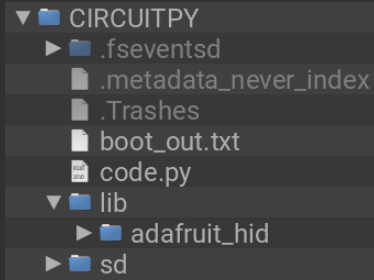 CIRCUITPY
.fseventsd
.metadata_never_index
.Trashes
boot_out.txt
code.py
lib
adafruit_hid
sd